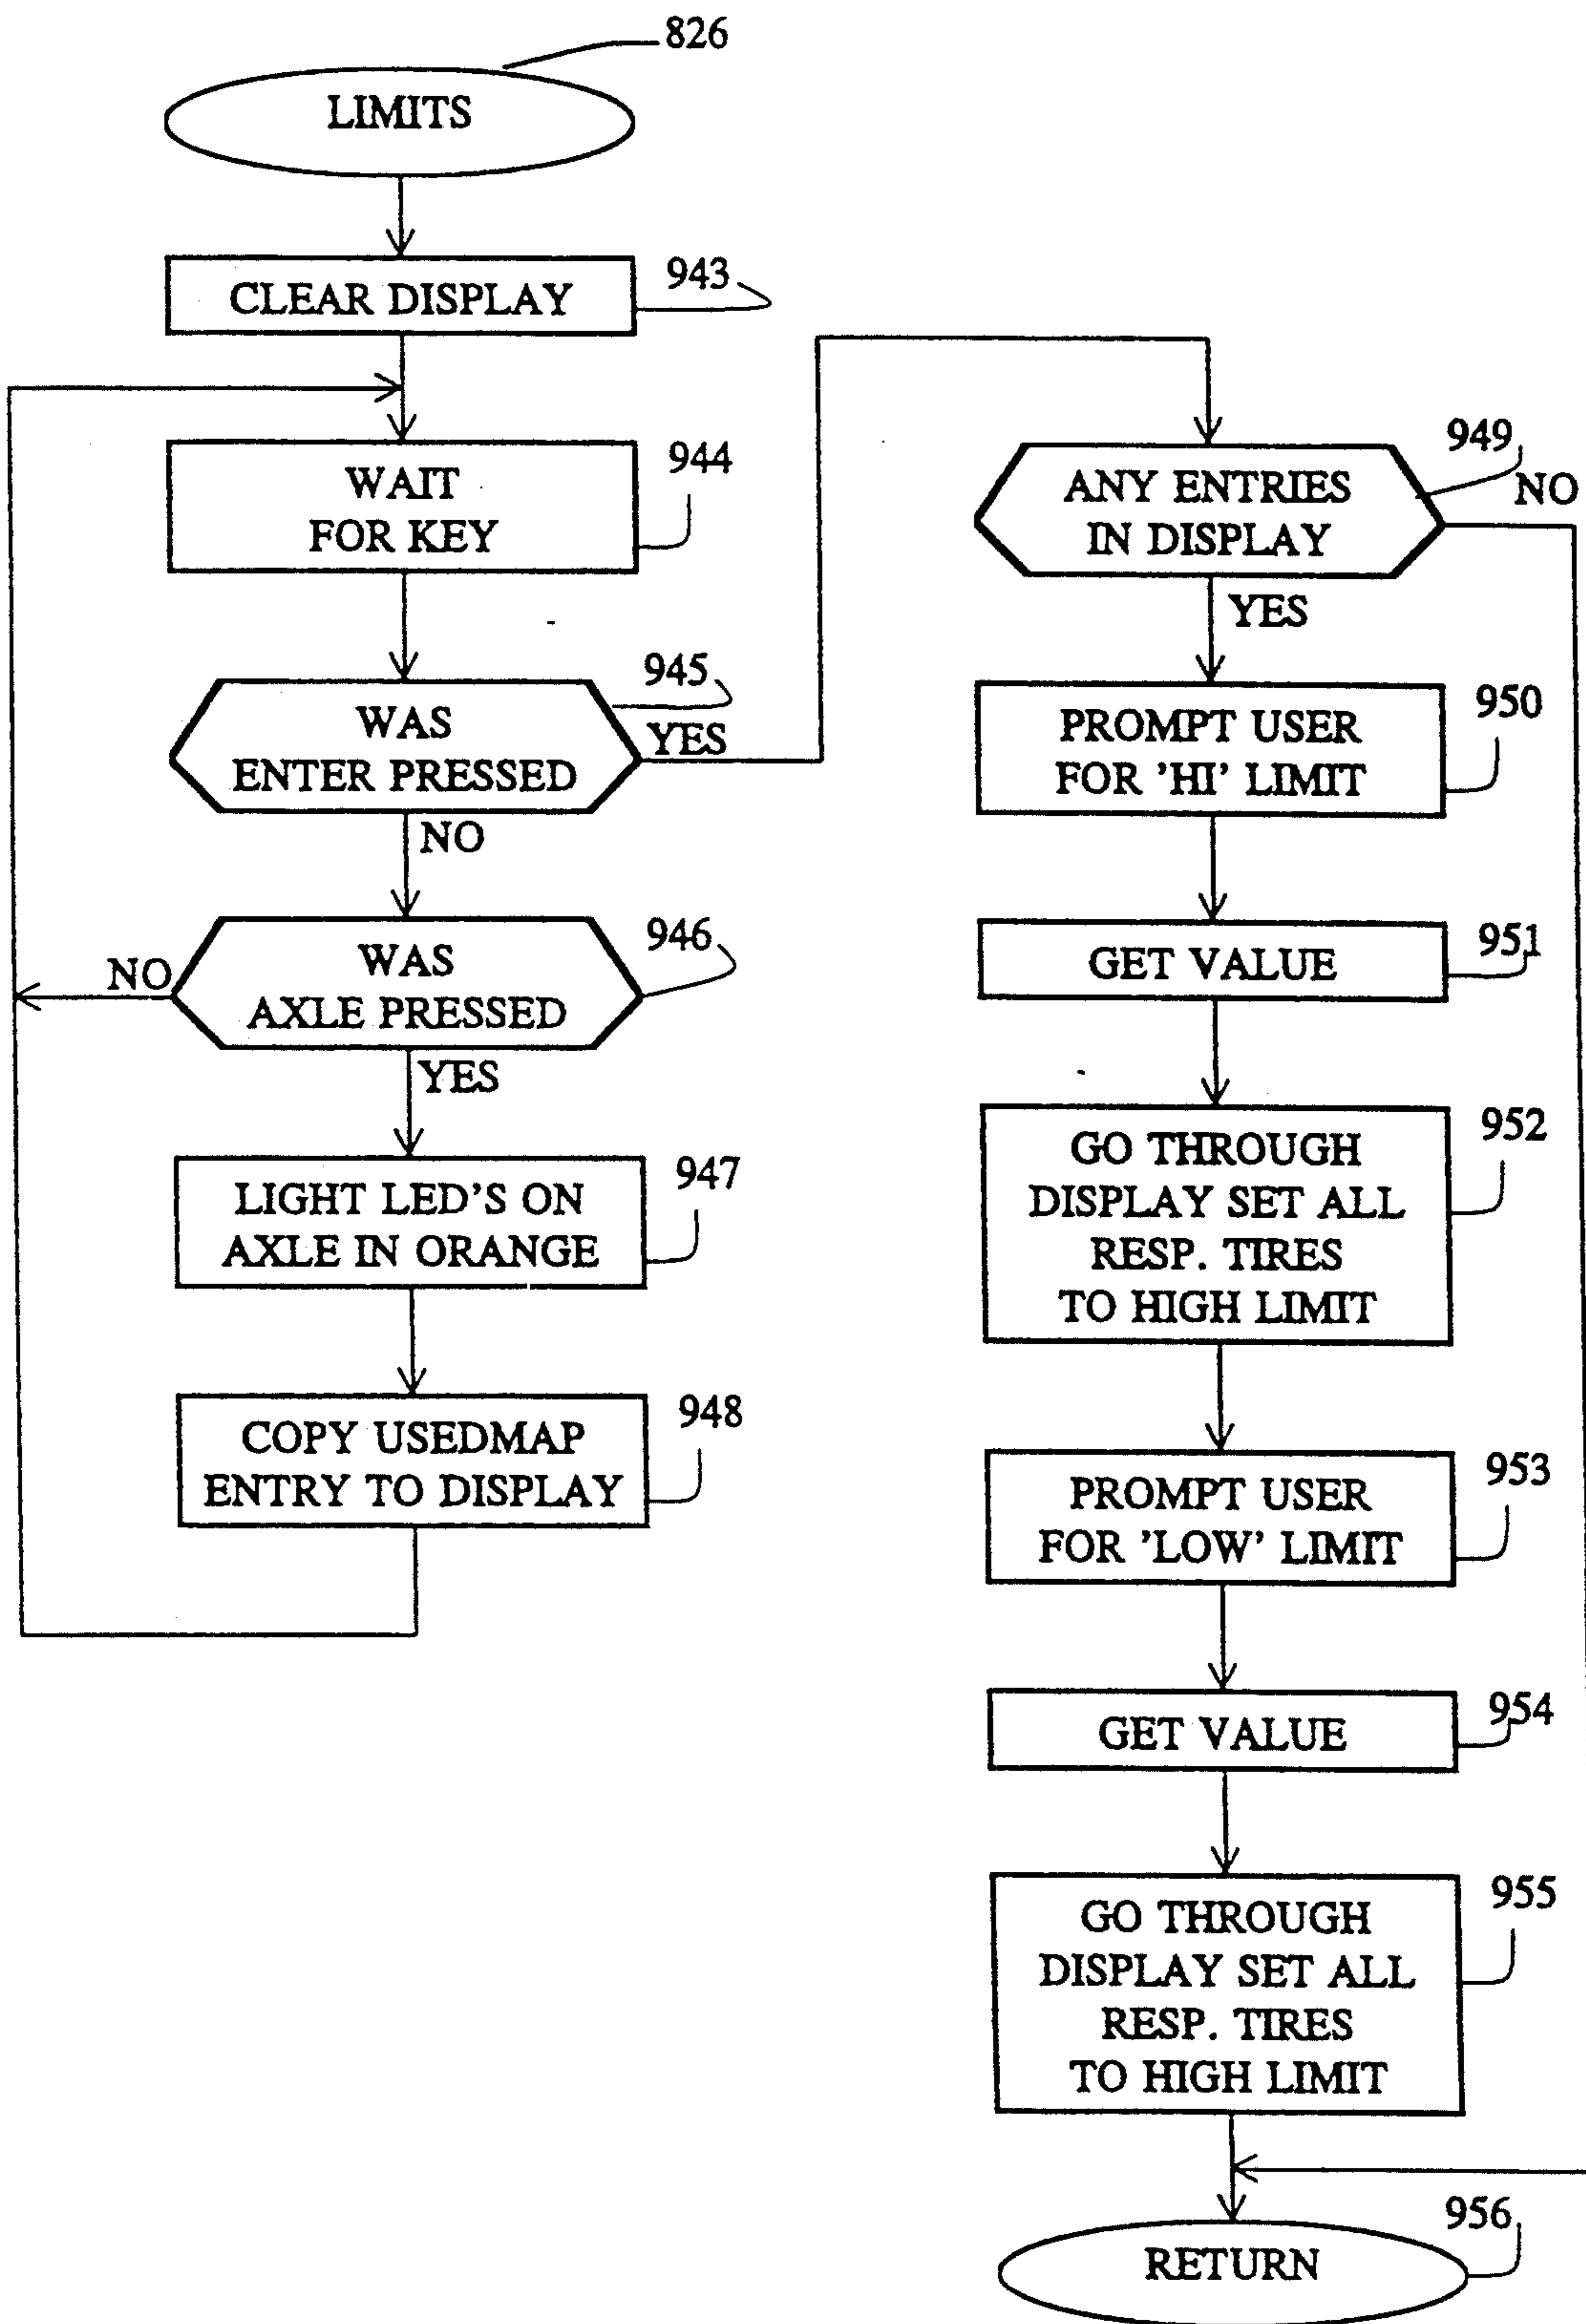 826
LIMITS
CLEAR DISPLAY
943
WAIT
FOR KEY
944
WAS
ENTER PRESSED
945
YES
NO
WAS
AXLE PRESSED
946
NO
YES
LIGHT LED'S ON
AXLE IN ORANGE
947
COPY USEDMAP
ENTRY TO DISPLAY
948
ANY ENTRIES
IN DISPLAY
949
NO
YES
PROMPT USER
FOR 'HI' LIMIT
950
GET VALUE
951
GO THROUGH
DISPLAY SET ALL
RESP. TIRES
TO HIGH LIMIT
952
PROMPT USER
FOR 'LOW' LIMIT
953
GET VALUE
954
GO THROUGH
DISPLAY SET ALL
RESP. TIRES
TO HIGH LIMIT
955
RETURN
956